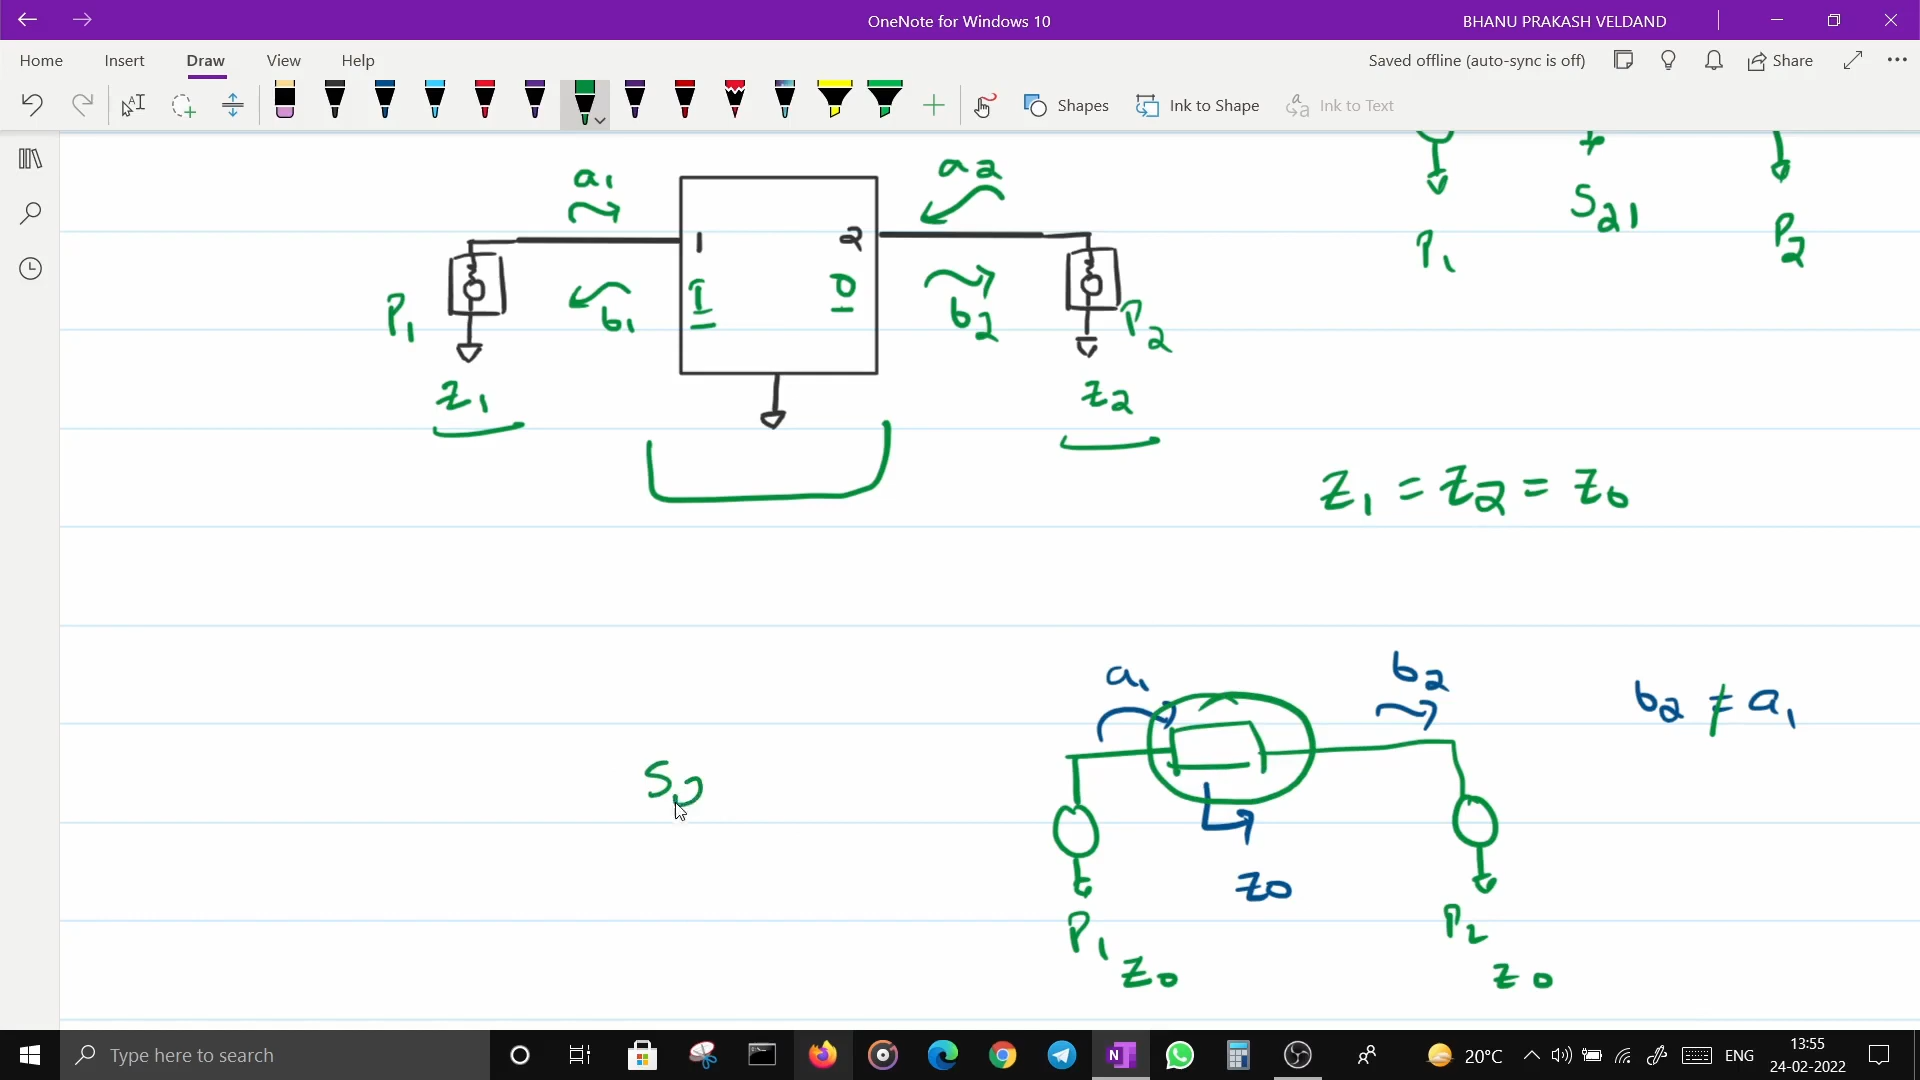 OneNote for Windows 10
BHANU PRAKASH VELDAND
Home Insert Draw View Help
Saved offline (auto-sync is off)
Share
Shapes
Ink to Shape
Ink to Text
a1
a2
1
2
I
O
b1
b2
P1
P2
Z1
Z2
S21
P1
P2
Z1 = Z2 = Z0
a1
b2
b2 ≠ a1
Z0
P1
Z0
P2
Z0
Type here to search
20°C
ENG
13:55
24-02-2022